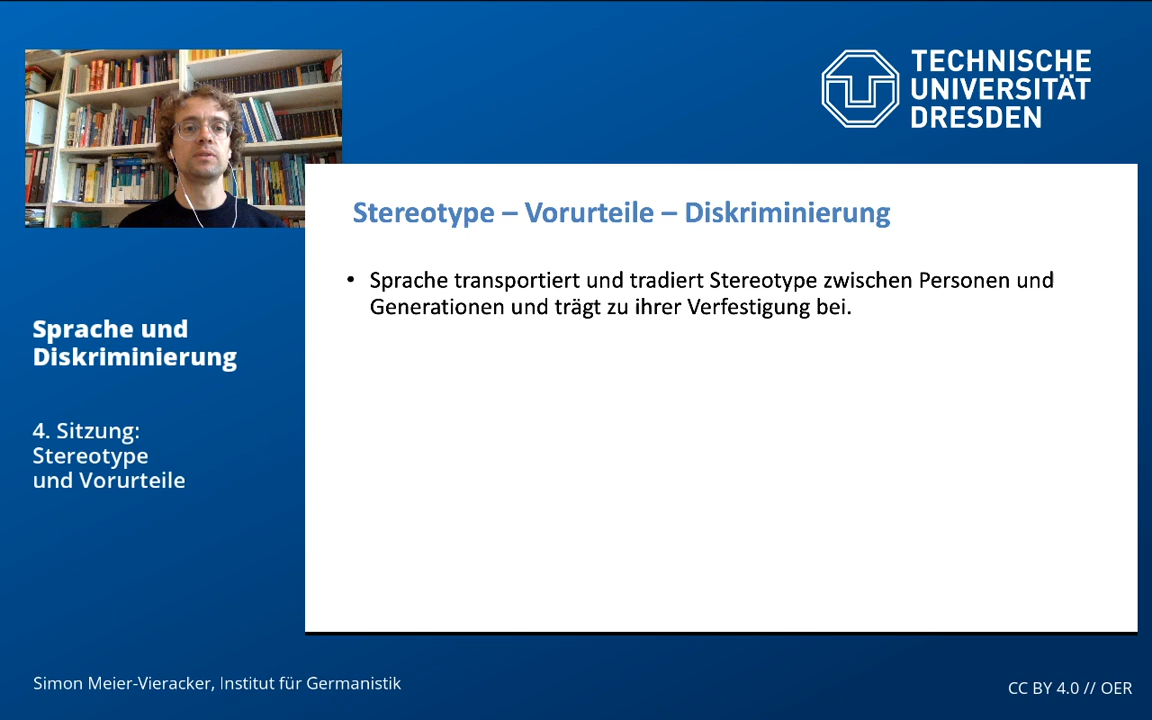 TECHNISCHE
UNIVERSITÄT
DRESDEN
Stereotype – Vorurteile – Diskriminierung
• Sprache transportiert und tradiert Stereotype zwischen Personen und
Generationen und trägt zu ihrer Verfestigung bei.
Sprache und
Diskriminierung
4. Sitzung:
Stereotype
und Vorurteile
Simon Meier-Vieracker, Institut für Germanistik
CC BY 4.0 // OER